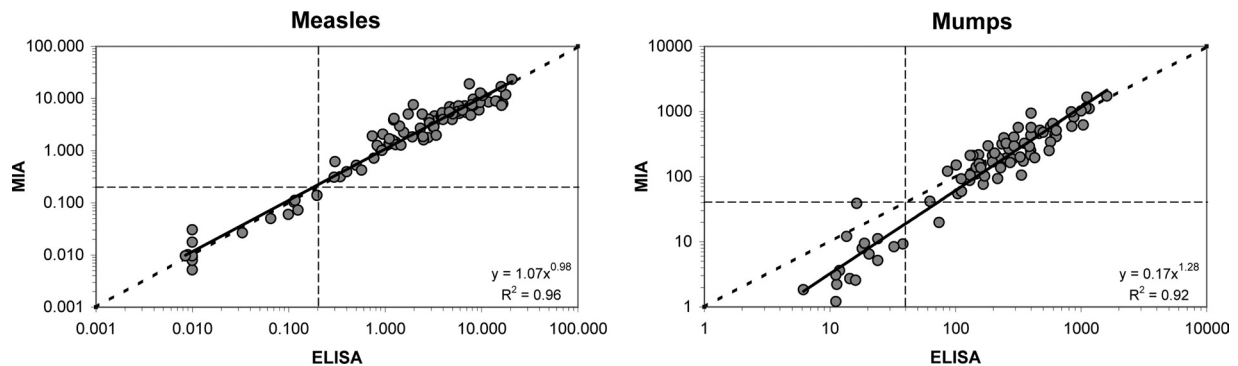 Measles
100.000
10.000
1.000
0.100
0.010
0.001
MIA
y = 1.07x^0.98
R² = 0.96
0.001 0.010 0.100 1.000 10.000 100.000
ELISA
Mumps
10000
1000
100
10
1
MIA
y = 0.17x^1.28
R² = 0.92
1 10 100 1000 10000
ELISA